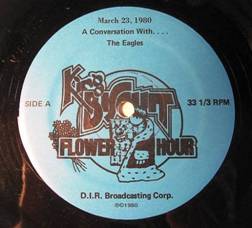 March 23, 1980
A Conversation With. . . .
The Eagles
King
Biscuit
SIDE A
33 1/3 RPM
FLOWER HOUR
D.I.R. Broadcasting Corp.
©©1980